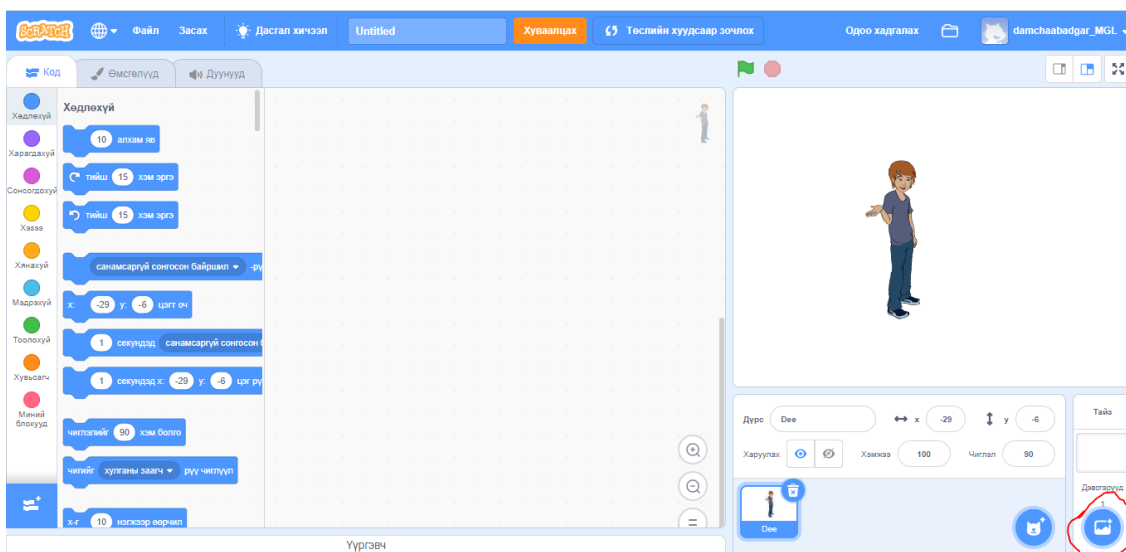 SCRATCH Файл Засах Дасгал хичээл Untitled Хуваалцах Төслийн хуудсаар зочлох Одоо хадгалах damchaabadgar_MGL
Код Өмсгөлүүд Дуунууд
Хөдлөхүй
Хөдлөхүй
Харагдахуй
Сонсогдохуй
Хэзээ
Хянахуй
Мэдрэхүй
Тоолохуй
Хувьсагч
Миний
блокууд
10 алхам яв
тийш 15 хэм эргэ
тийш 15 хэм эргэ
санамсаргүй сонгосон байршил -рү
x: -29 y: -6 цэгт оч
1 секундэд санамсаргүй сонгосон
1 секундэд x: -29 y: -6 цэг рү
чиглэлийг 90 хэм болго
чигийг хулганы заагч рүү чиглүүл
x-г 10 нэгжээр өөрчил
Үүргэвч
Дүрс Dee x -29 y -6
Харуулах Хэмжээ 100 Чиглэл 90
Dee
Тайз
Дэвсгэрүүд
1